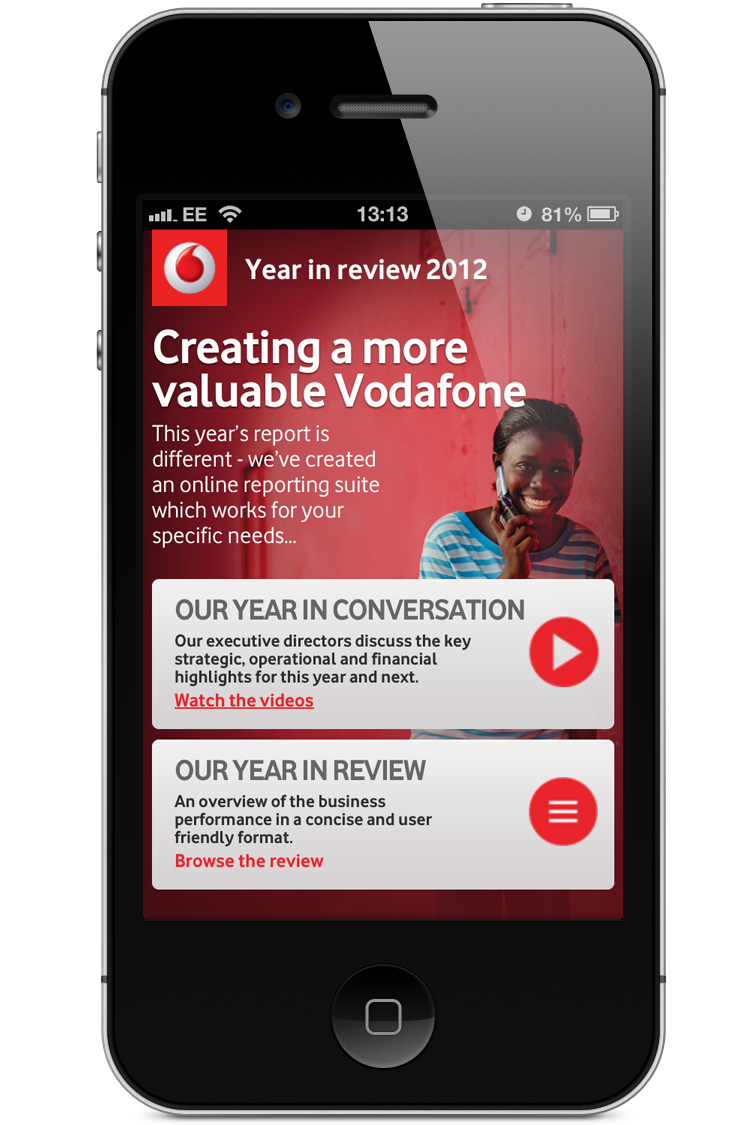 EE 13:13 81%
Year in review 2012
Creating a more
valuable Vodafone
This year's report is
different - we've created
an online reporting suite
which works for your
specific needs...
OUR YEAR IN CONVERSATION
Our executive directors discuss the key
strategic, operational and financial
highlights for this year and next.
Watch the videos
OUR YEAR IN REVIEW
An overview of the business
performance in a concise and user
friendly format.
Browse the review